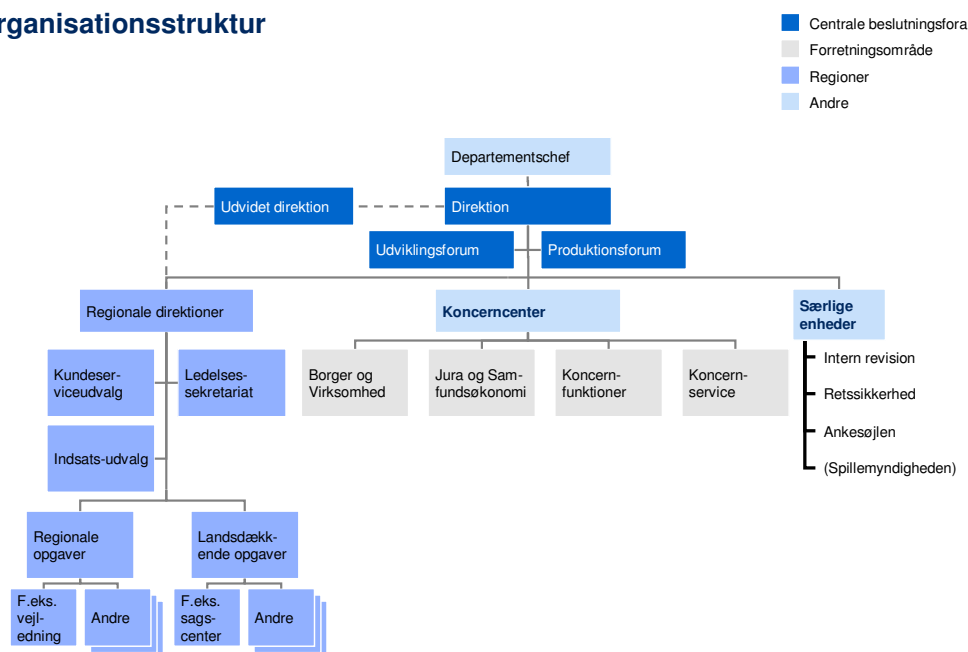 rganisationsstruktur
Centrale beslutningsfora
Forretningsområde
Regioner
Andre
Departementschef
Udvidet direktion
Direktion
Udviklingsforum
Produktionsforum
Regionale direktioner
Koncerncenter
Særlige
enheder
Intern revision
Retssikkerhed
Ankesøjlen
(Spillemyndigheden)
Borger og
Virksomhed
Jura og Sam-
fundsøkonomi
Koncern-
funktioner
Koncern-
service
Kundeser-
viceudvalg
Ledelses-
sekretariat
Indsats-udvalg
Regionale
opgaver
Landsdækk-
ende opgaver
F.eks.
vejl-
edning
Andre
F.eks.
sags-
center
Andre